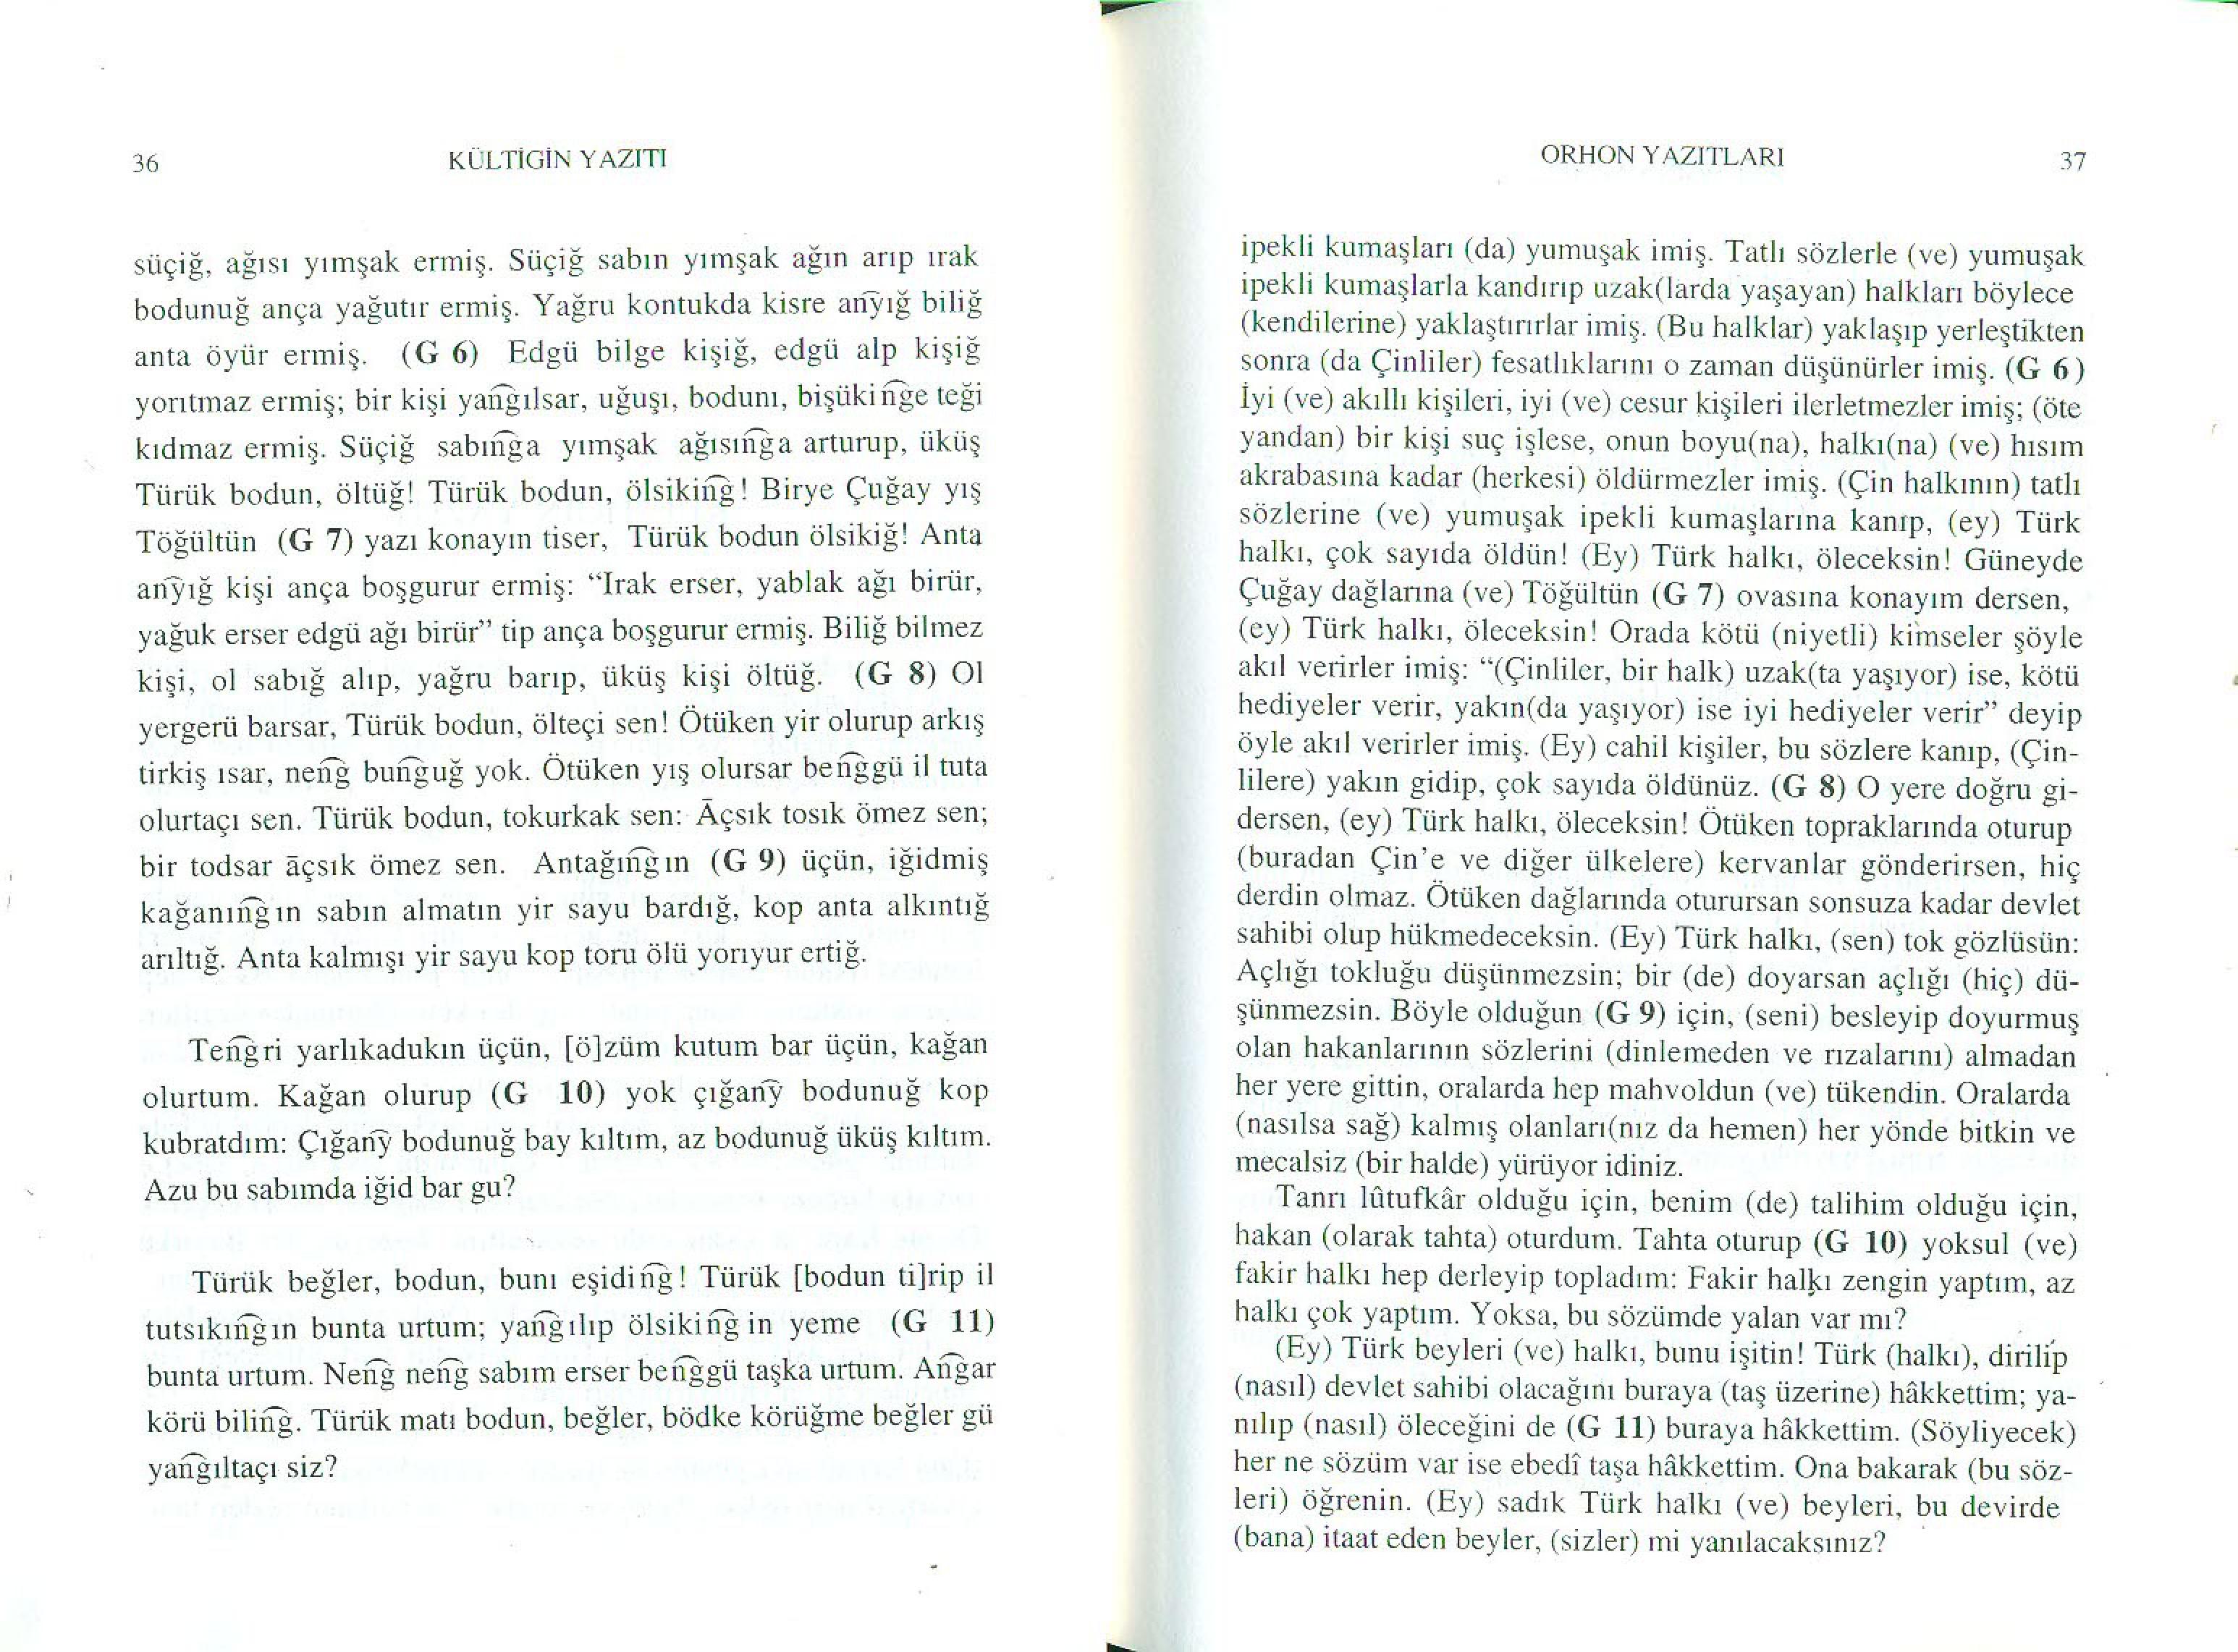 36 KÜLTİGİN YAZITI
süçiğ, ağısı yımşak ermiş. Süçiğ sabın yımşak ağın arıp ırak
bodunuğ ança yağutır ermiş. Yağru kontukda kisre an͡yığ biliğ
anta öyür ermiş. (G 6) Edgü bilge kişiğ, edgü alp kişiğ
yorıtmaz ermiş; bir kişi yan͡gılsar, uğuşı, bodunı, bişükin͡ge teği
kıdmaz ermiş. Süçiğ sabın͡ga yımşak ağısın͡ga arturup, üküş
Türük bodun, öltüğ! Türük bodun, ölsikin͡g! Birye Çuğay yış
Töğültün (G 7) yazı konayın tiser, Türük bodun ölsikiğ! Anta
an͡yığ kişi ança boşgurur ermiş: “Irak erser, yablak ağı birür,
yağuk erser edgü ağı birür” tip ança boşgurur ermiş. Biliğ bilmez
kişi, ol sabığ alıp, yağru barıp, üküş kişi öltüğ. (G 8) Ol
yergerü barsar, Türük bodun, ölteçi sen! Ötüken yir olurup arkış
tirkiş ısar, nen͡g bun͡guğ yok. Ötüken yış olursar ben͡ggü il tuta
olurtaçı sen. Türük bodun, tokurkak sen: Āçsık tosık ömez sen;
bir todsar āçsık ömez sen. Antağın͡gın (G 9) üçün, iğidmiş
kağanın͡gın sabın almatın yir sayu bardığ, kop anta alkıntığ
arıltığ. Anta kalmışı yir sayu kop toru ölü yorıyur ertiğ.
Ten͡gri yarlıkadukın üçün, [ö]züm kutum bar üçün, kağan
olurtum. Kağan olurup (G 10) yok çığan͡y bodunuğ kop
kubratdım: Çığan͡y bodunuğ bay kıltım, az bodunuğ üküş kıltım.
Azu bu sabımda iğid bar gu?
Türük beğler, bodun, bunı eşidin͡g! Türük [bodun ti]rip il
tutsıkın͡gın bunta urtum; yan͡gılıp ölsikin͡gin yeme (G 11)
bunta urtum. Nen͡g nen͡g sabım erser ben͡ggü taşka urtum. An͡gar
körü bilin͡g. Türük matı bodun, beğler, bödke körüğme beğler gü
yan͡gıltaçı siz?
ORHON YAZITLARI 37
ipekli kumaşları (da) yumuşak imiş. Tatlı sözlerle (ve) yumuşak
ipekli kumaşlarla kandırıp uzak(larda yaşayan) halkları böylece
(kendilerine) yaklaştırırlar imiş. (Bu halklar) yaklaşıp yerleştikten
sonra (da Çinliler) fesatlıklarını o zaman düşünürler imiş. (G 6)
İyi (ve) akıllı kişileri, iyi (ve) cesur kişileri ilerletmezler imiş; (öte
yandan) bir kişi suç işlese, onun boyu(na), halkı(na) (ve) hısım
akrabasına kadar (herkesi) öldürmezler imiş. (Çin halkının) tatlı
sözlerine (ve) yumuşak ipekli kumaşlarına kanıp, (ey) Türk
halkı, çok sayıda öldün! (Ey) Türk halkı, öleceksin! Güneyde
Çuğay dağlarına (ve) Töğültün (G 7) ovasına konayım dersen,
(ey) Türk halkı, öleceksin! Orada kötü (niyetli) kimseler şöyle
akıl verirler imiş: “(Çinliler, bir halk) uzak(ta yaşıyor) ise, kötü
hediyeler verir, yakın(da yaşıyor) ise iyi hediyeler verir” deyip
öyle akıl verirler imiş. (Ey) cahil kişiler, bu sözlere kanıp, (Çin-
lilere) yakın gidip, çok sayıda öldünüz. (G 8) O yere doğru gi-
dersen, (ey) Türk halkı, öleceksin! Ötüken topraklarında oturup
(buradan Çin’e ve diğer ülkelere) kervanlar gönderirsen, hiç
derdin olmaz. Ötüken dağlarında oturursan sonsuza kadar devlet
sahibi olup hükmedeceksin. (Ey) Türk halkı, (sen) tok gözlüsün:
Açlığı tokluğu düşünmezsin; bir (de) doyarsan açlığı (hiç) dü-
şünmezsin. Böyle olduğun (G 9) için, (seni) besleyip doyurmuş
olan hakanlarının sözlerini (dinlemeden ve rızalarını) almadan
her yere gittin, oralarda hep mahvoldun (ve) tükendin. Oralarda
(nasılsa sağ) kalmış olanları(nız da hemen) her yönde bitkin ve
mecalsiz (bir halde) yürüyor idiniz.
Tanrı lûtufkâr olduğu için, benim (de) talihim olduğu için,
hakan (olarak tahta) oturdum. Tahta oturup (G 10) yoksul (ve)
fakir halkı hep derleyip topladım: Fakir halkı zengin yaptım, az
halkı çok yaptım. Yoksa, bu sözümde yalan var mı?
(Ey) Türk beyleri (ve) halkı, bunu işitin! Türk (halkı), dirilip
(nasıl) devlet sahibi olacağını buraya (taş üzerine) hâkkettim; ya-
nılıp (nasıl) öleceğini de (G 11) buraya hâkkettim. (Söyliyecek)
her ne sözüm var ise ebedî taşa hâkkettim. Ona bakarak (bu söz-
leri) öğrenin. (Ey) sadık Türk halkı (ve) beyleri, bu devirde
(bana) itaat eden beyler, (sizler) mi yanılacaksınız?